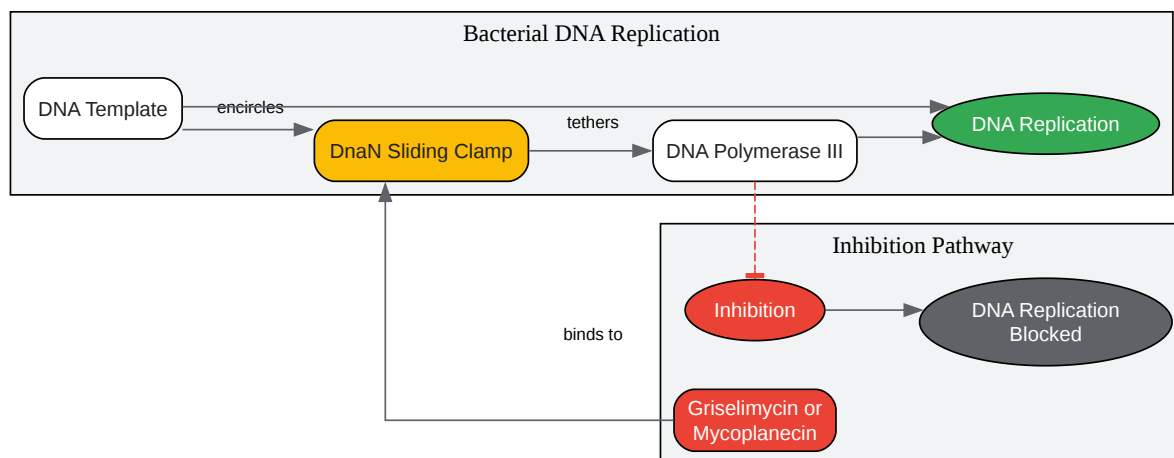 Bacterial DNA Replication
DNA Template
encircles
tethers
DNA Replication
DnaN Sliding Clamp
DNA Polymerase III
Inhibition Pathway
Inhibition
DNA Replication
Blocked
binds to
Griselimycin or
Mycoplanecin